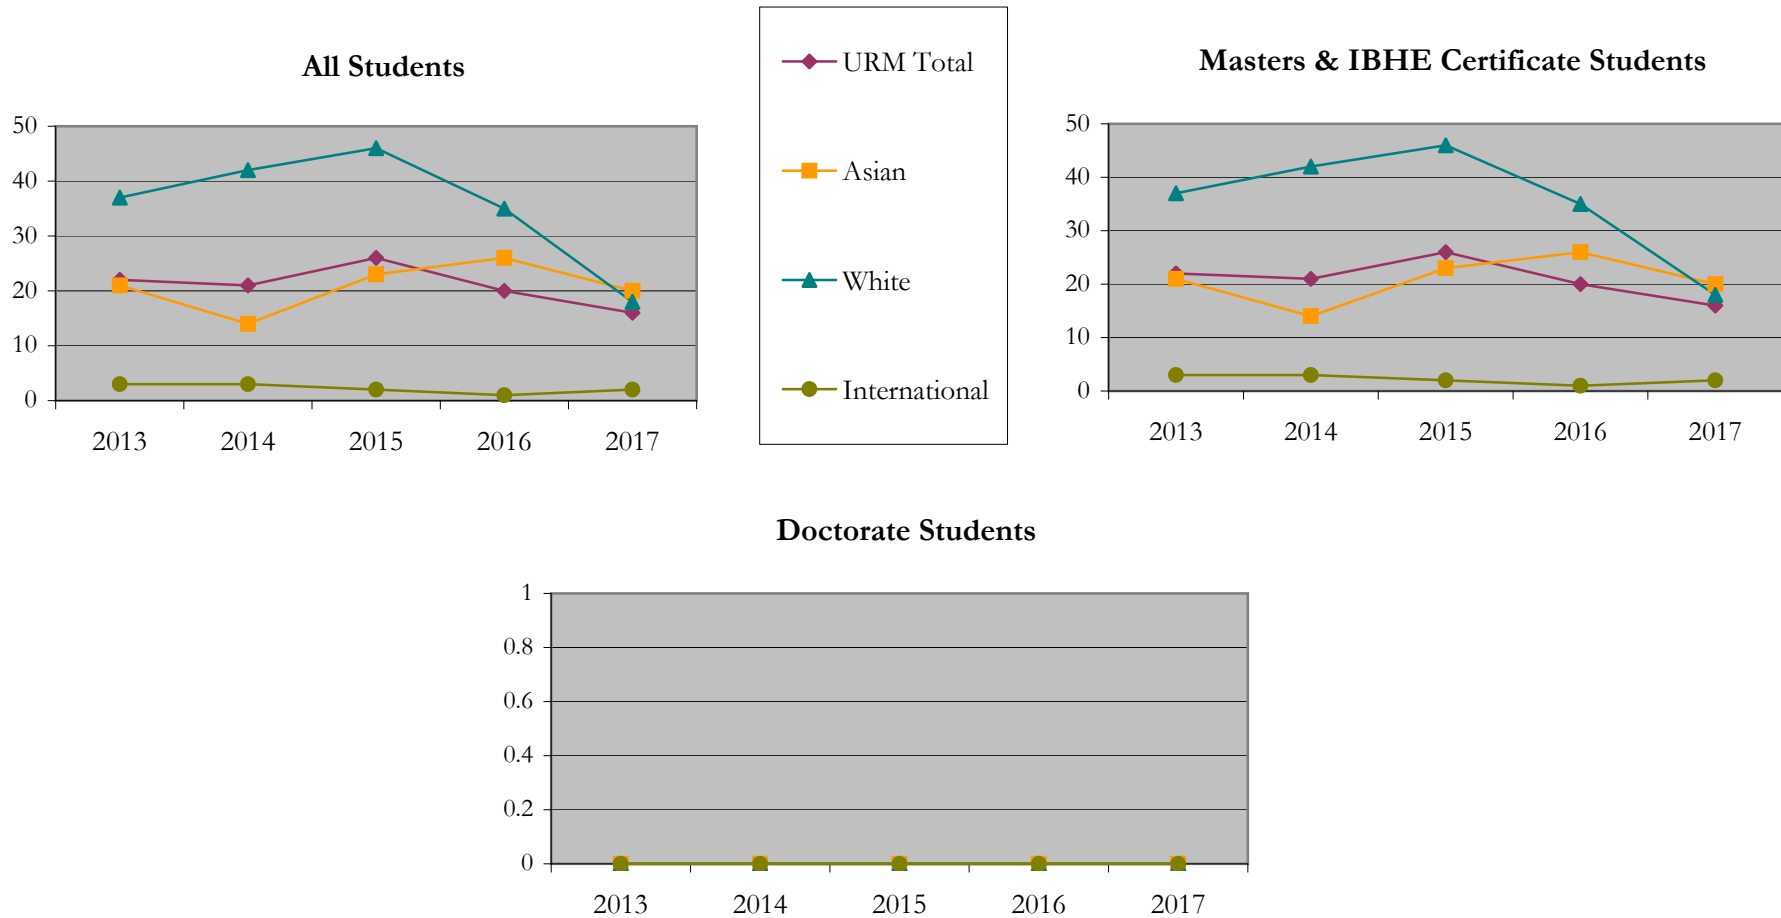 All Students
50
40
30
20
10
0
2013 2014 2015 2016 2017
URM Total
Asian
White
International
Masters & IBHE Certificate Students
50
40
30
20
10
0
2013 2014 2015 2016 2017
Doctorate Students
1
0.8
0.6
0.4
0.2
0
2013 2014 2015 2016 2017